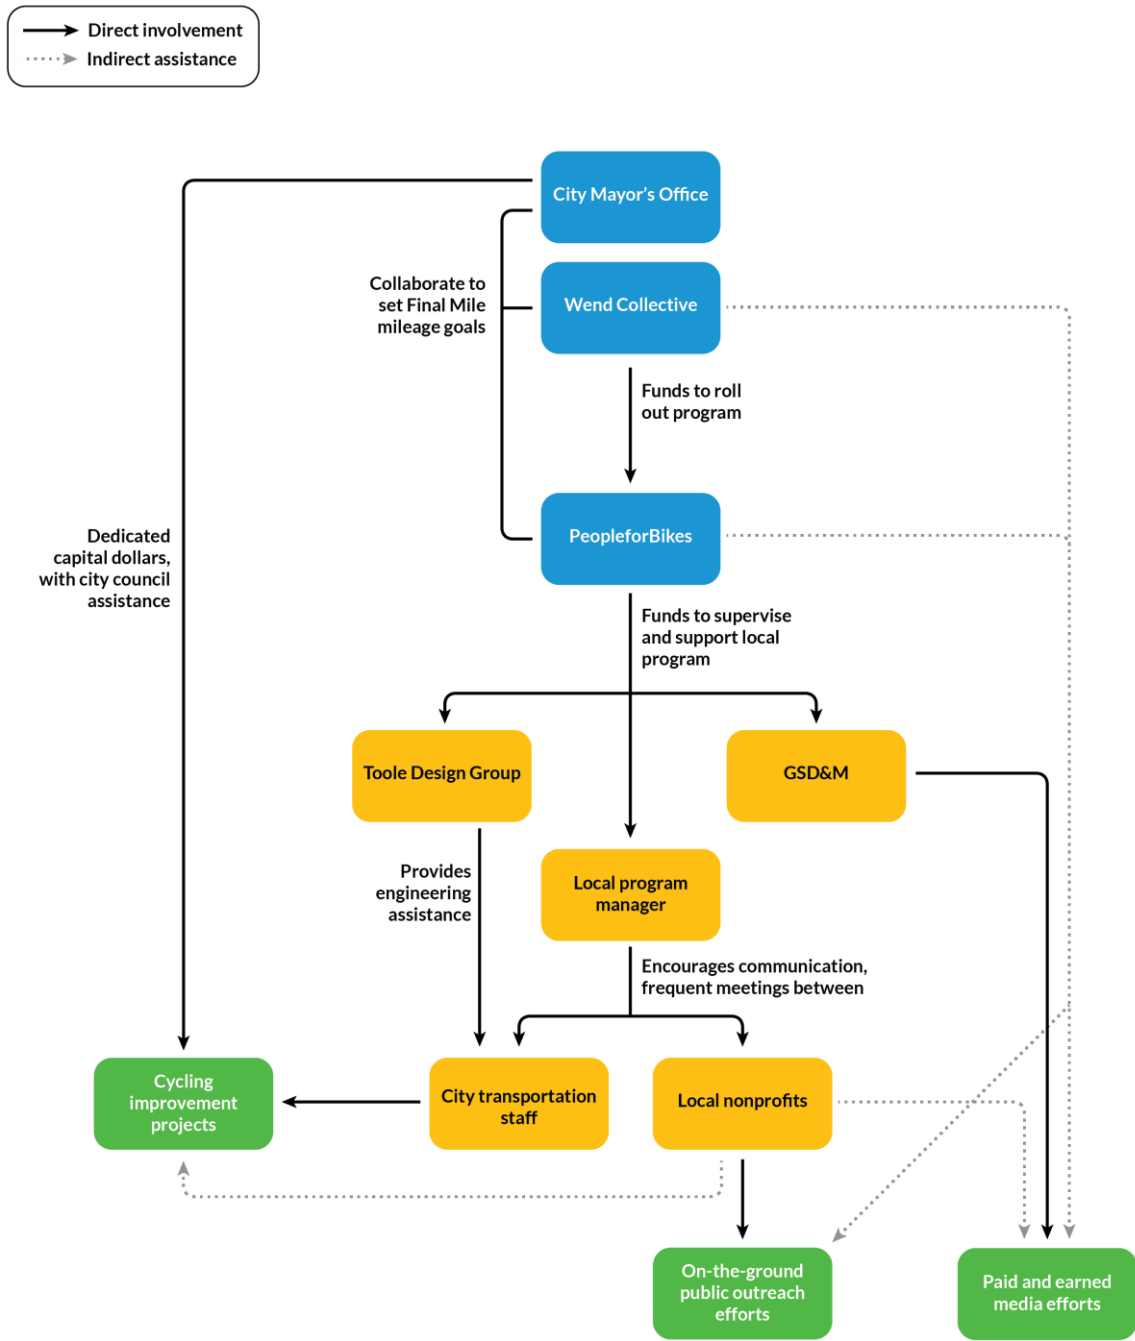 Direct involvement
Indirect assistance
City Mayor's Office
Collaborate to
set Final Mile
mileage goals
Wend Collective
Funds to roll
out program
Dedicated
capital dollars,
with city council
assistance
PeopleforBikes
Funds to supervise
and support local
program
Toole Design Group
GSD&M
Provides
engineering
assistance
Local program
manager
Encourages communication,
frequent meetings between
Cycling
improvement
projects
City transportation
staff
Local nonprofits
On-the-ground
public outreach
efforts
Paid and earned
media efforts